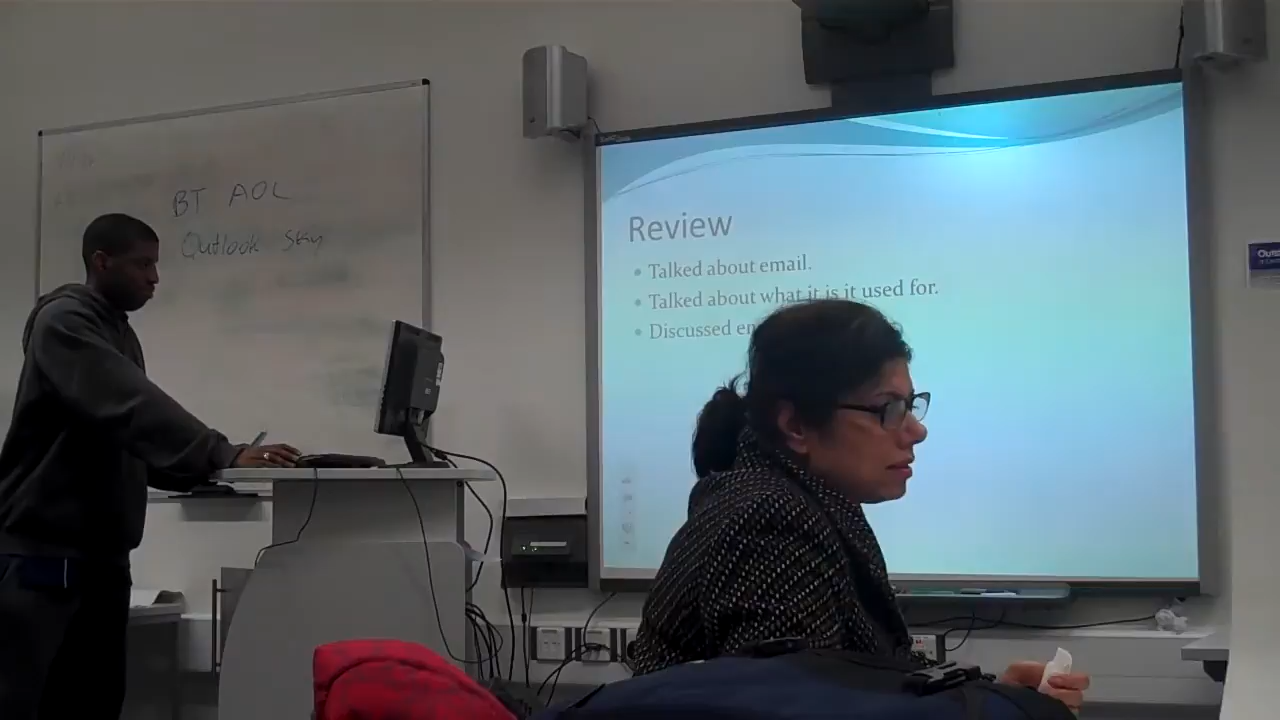 BT AOL
Outlook Sky
Review
• Talked about email.
• Talked about what it is it used for.
• Discussed